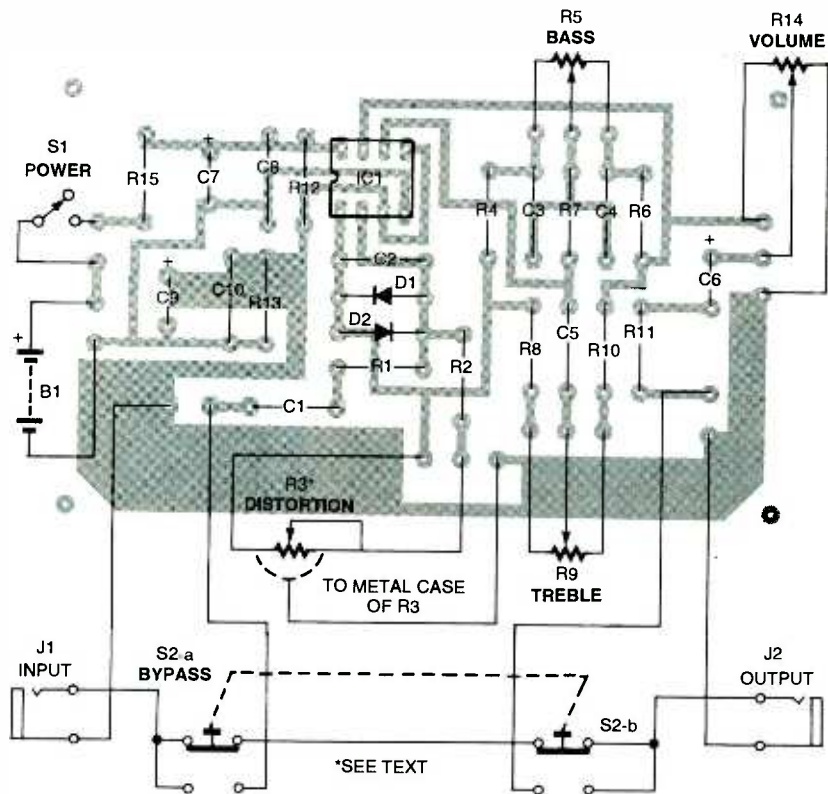 R5
BASS
R14
VOLUME
S1
POWER
R15
C7
+
C8
R12
IC1
R4
C3
R7
C4
R6
C2
D1
D2
+
C9
C10
R13
+
C6
R8
C5
R10
R11
R1
R2
+
B1
C1
R3*
DISTORTION
TO METAL CASE
OF R3
R9
TREBLE
J1
INPUT
S2-a
BYPASS
J2
OUTPUT
S2-b
*SEE TEXT